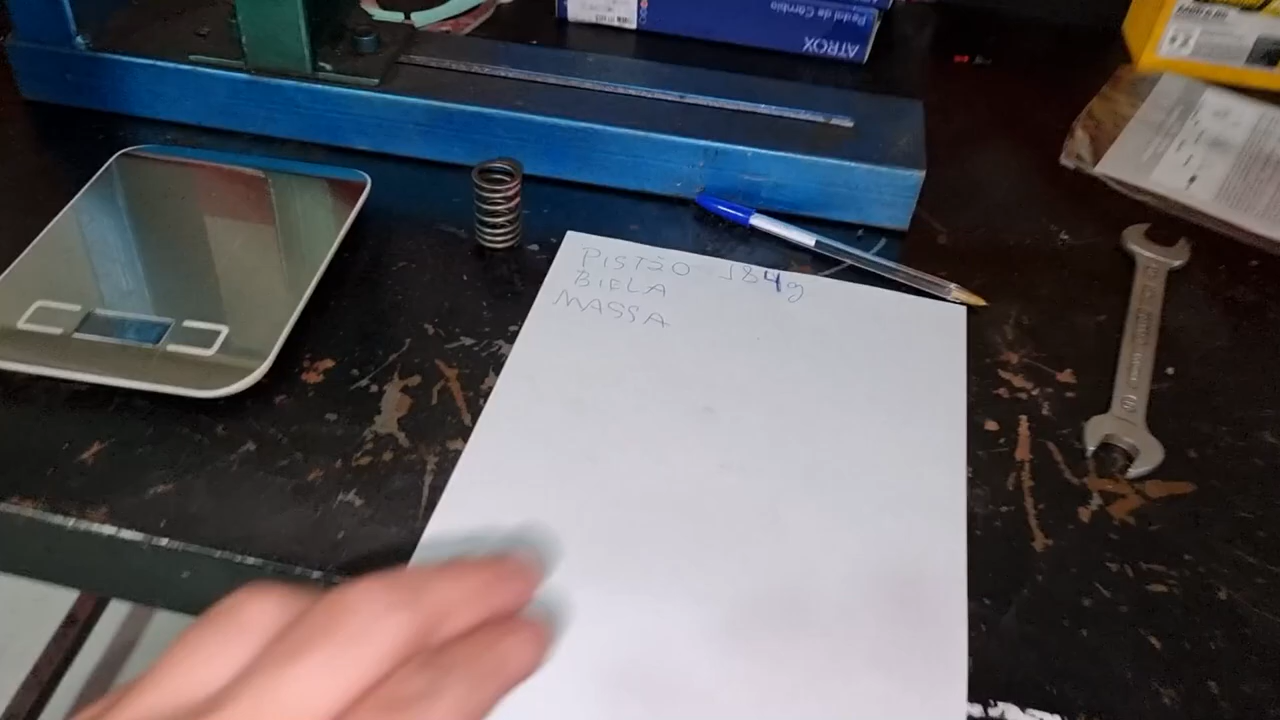 Pedal de Câmbio
ATROX
PISTÃO 184g
BIELA
MASSA